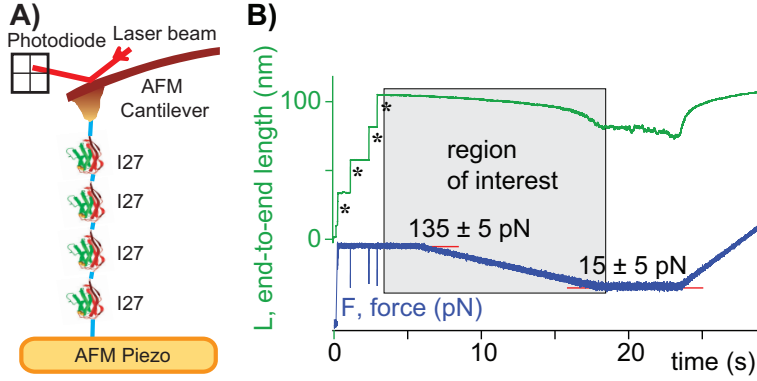 A)
Photodiode
Laser beam
AFM
Cantilever
I27
I27
I27
I27
AFM Piezo
B)
L, end-to-end length (nm)
100
0
*
*
*
*
region
of interest
135 ± 5 pN
15 ± 5 pN
F, force (pN)
0
10
20
time (s)